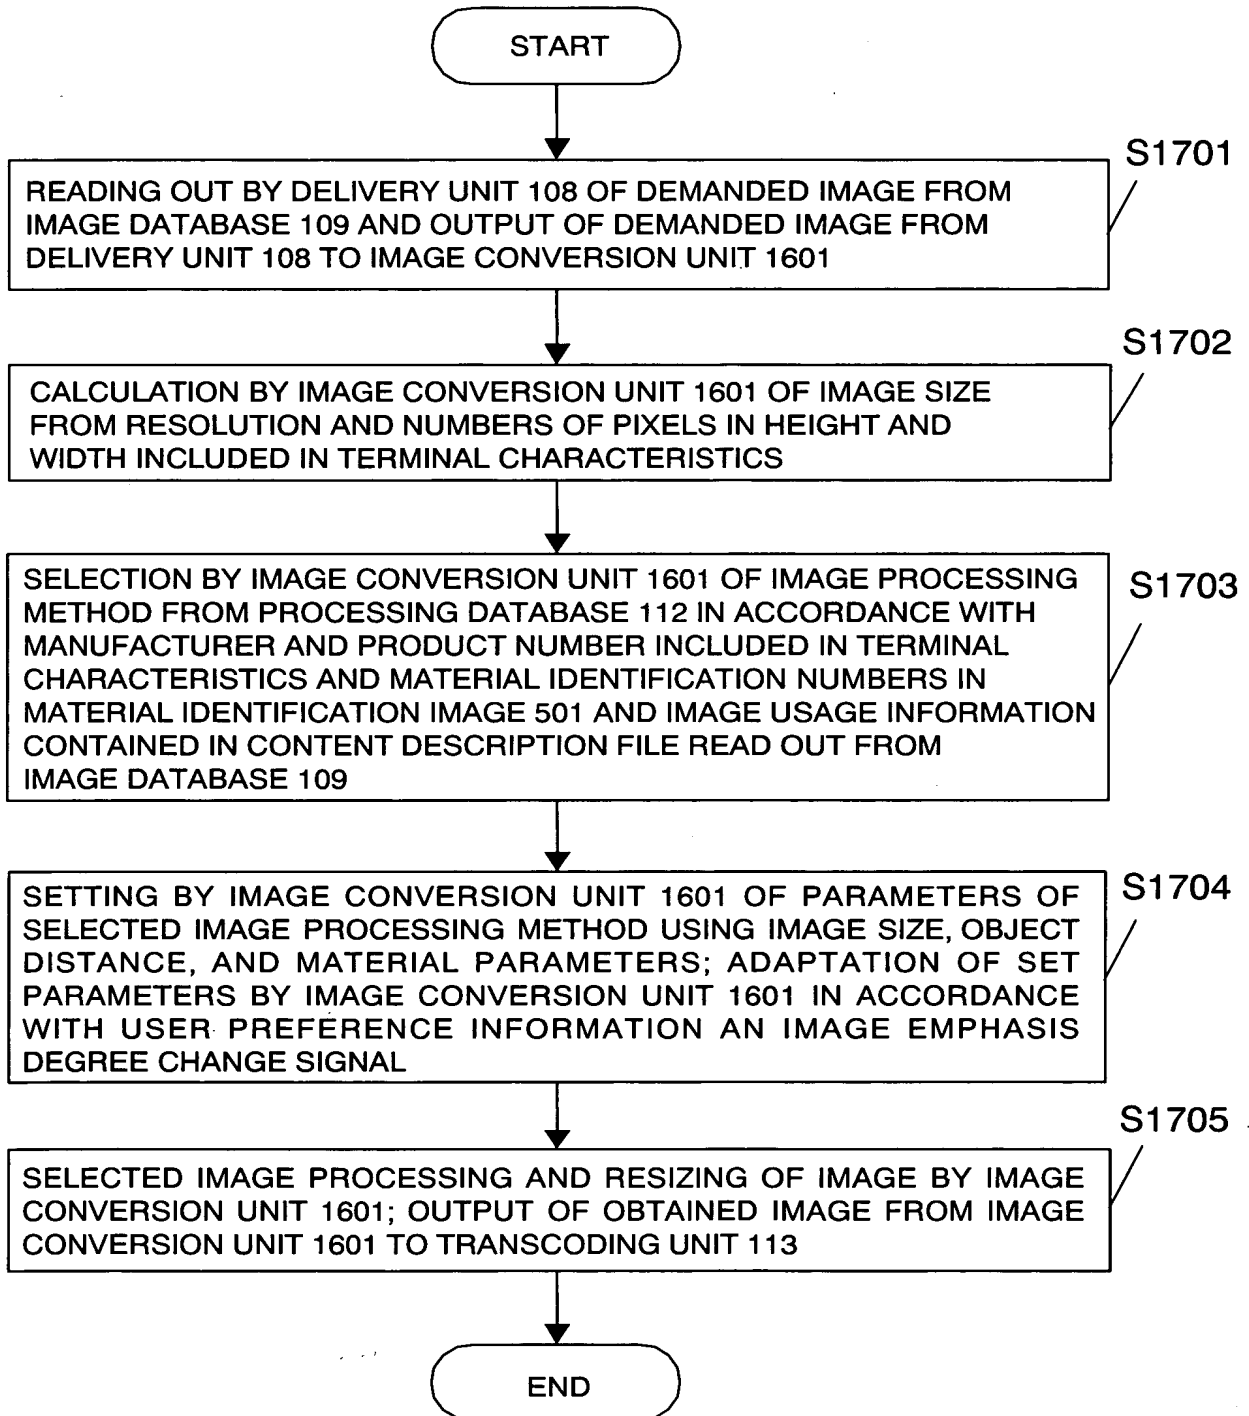 START
S1701
READING OUT BY DELIVERY UNIT 108 OF DEMANDED IMAGE FROM
IMAGE DATABASE 109 AND OUTPUT OF DEMANDED IMAGE FROM
DELIVERY UNIT 108 TO IMAGE CONVERSION UNIT 1601
S1702
CALCULATION BY IMAGE CONVERSION UNIT 1601 OF IMAGE SIZE
FROM RESOLUTION AND NUMBERS OF PIXELS IN HEIGHT AND
WIDTH INCLUDED IN TERMINAL CHARACTERISTICS
S1703
SELECTION BY IMAGE CONVERSION UNIT 1601 OF IMAGE PROCESSING
METHOD FROM PROCESSING DATABASE 112 IN ACCORDANCE WITH
MANUFACTURER AND PRODUCT NUMBER INCLUDED IN TERMINAL
CHARACTERISTICS AND MATERIAL IDENTIFICATION NUMBERS IN
MATERIAL IDENTIFICATION IMAGE 501 AND IMAGE USAGE INFORMATION
CONTAINED IN CONTENT DESCRIPTION FILE READ OUT FROM
IMAGE DATABASE 109
S1704
SETTING BY IMAGE CONVERSION UNIT 1601 OF PARAMETERS OF
SELECTED IMAGE PROCESSING METHOD USING IMAGE SIZE, OBJECT
DISTANCE, AND MATERIAL PARAMETERS; ADAPTATION OF SET
PARAMETERS BY IMAGE CONVERSION UNIT 1601 IN ACCORDANCE
WITH USER PREFERENCE INFORMATION AN IMAGE EMPHASIS
DEGREE CHANGE SIGNAL
S1705
SELECTED IMAGE PROCESSING AND RESIZING OF IMAGE BY IMAGE
CONVERSION UNIT 1601; OUTPUT OF OBTAINED IMAGE FROM IMAGE
CONVERSION UNIT 1601 TO TRANSCODING UNIT 113
END